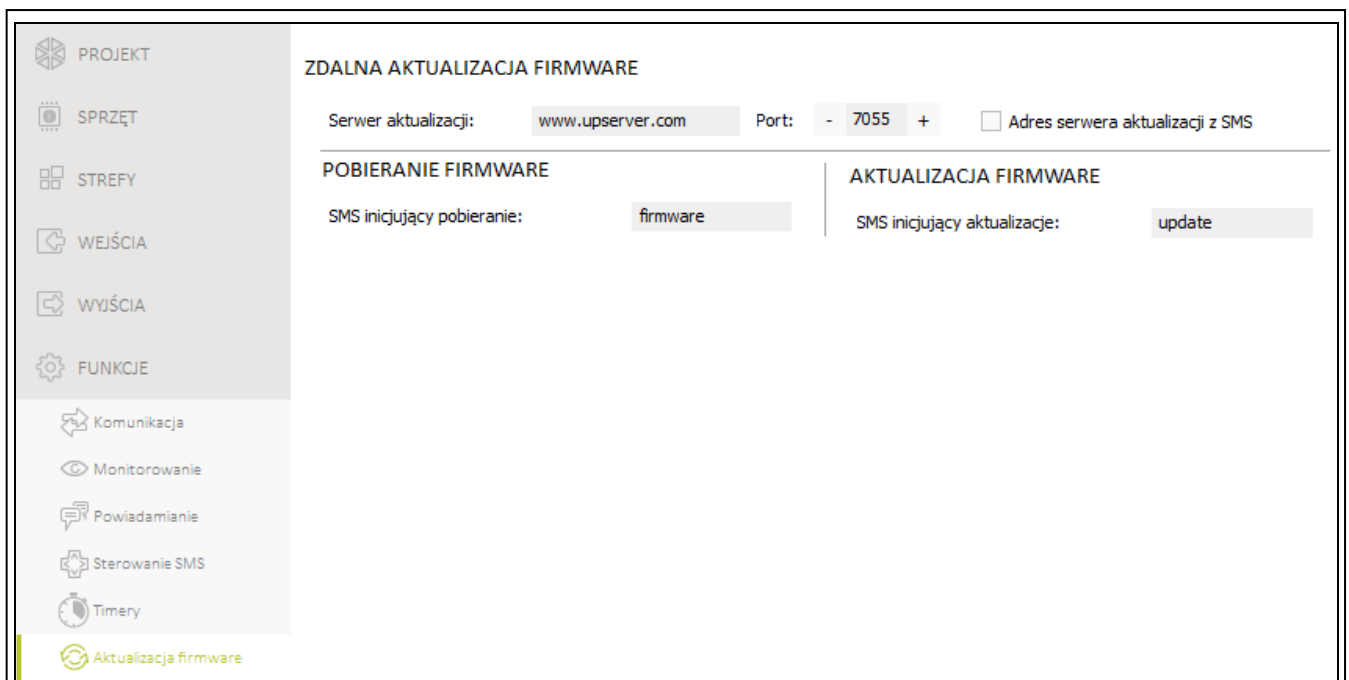 PROJEKT
SPRZĘT
STREFY
WEJŚCIA
WYJŚCIA
FUNKCJE
Komunikacja
Monitorowanie
Powiadamianie
Sterowanie SMS
Timery
Aktualizacja firmware
ZDALNA AKTUALIZACJA FIRMWARE
Serwer aktualizacji: www.upserver.com Port: - 7055 + Adres serwera aktualizacji z SMS
POBIERANIE FIRMWARE
SMS inicjujący pobieranie: firmware
AKTUALIZACJA FIRMWARE
SMS inicjujący aktualizacje: update